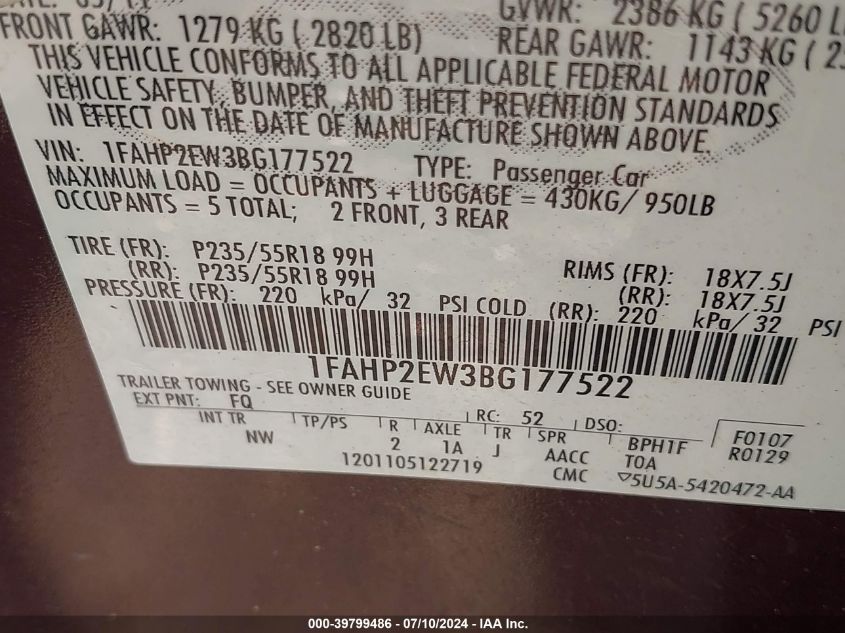 GVWR: 2386 KG ( 5260
FRONT GAWR: 1279 KG ( 2820 LB) REAR GAWR: 1143 KG (
THIS VEHICLE CONFORMS TO ALL APPLICABLE FEDERAL MOTOR
VEHICLE SAFETY, BUMPER, AND THEFT PREVENTION STANDARDS
IN EFFECT ON THE DATE OF MANUFACTURE SHOWN ABOVE.
VIN: 1FAHP2EW3BG177522 TYPE: Passenger Car
MAXIMUM LOAD = OCCUPANTS + LUGGAGE = 430KG/ 950LB
OCCUPANTS = 5 TOTAL; 2 FRONT, 3 REAR
TIRE (FR): P235/55R18 99H RIMS (FR): 18X7.5J
(RR): P235/55R18 99H (RR): 18X7.5J
PRESSURE (FR): 220 kPa/ 32 PSI COLD (RR): 220 kPa/ 32 PSI
1FAHP2EW3BG177522
TRAILER TOWING - SEE OWNER GUIDE
EXT PNT: FQ RC: 52 DSO: F0107
INT TR TP/PS R AXLE TR SPR BPH1F R0129
NW 2 1A J AACC TOA
1201105122719 CMC ▽5U5A-5420472-AA
000-39799486 - 07/10/2024 - IAA Inc.